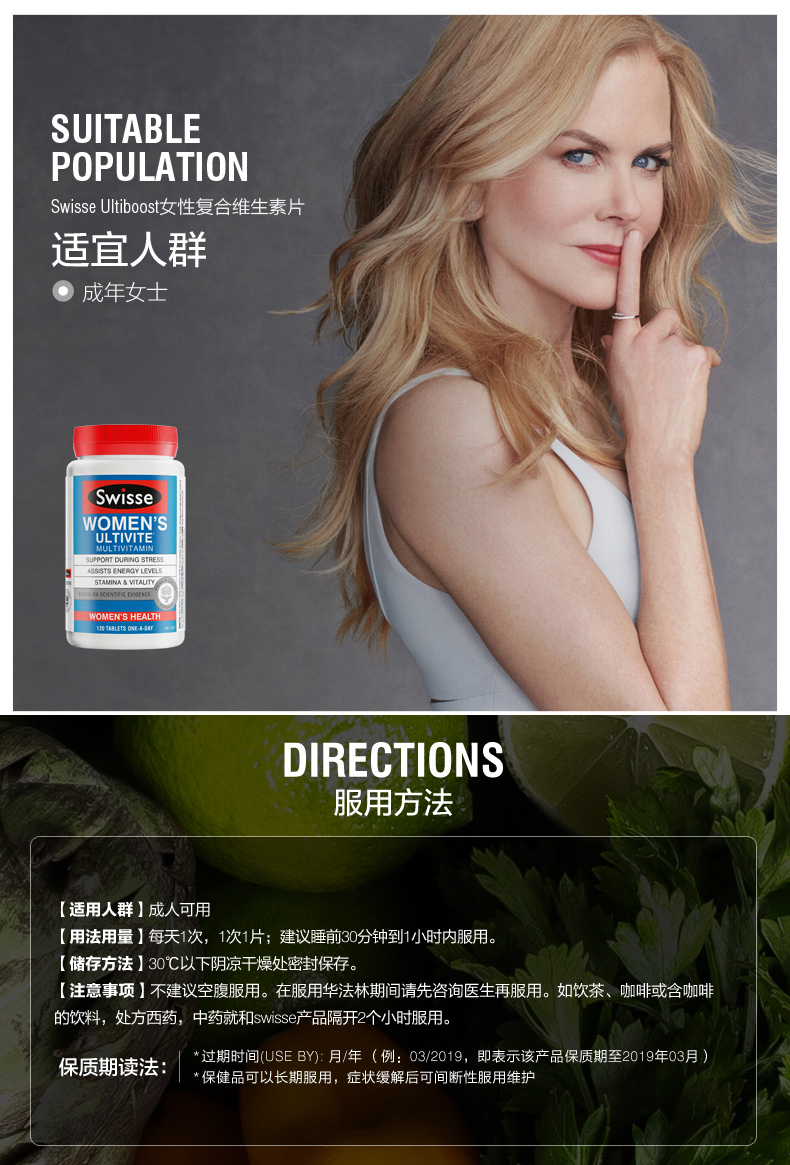 SUITABLE
POPULATION
Swisse Ultiboost女性复合维生素片
适宜人群
成年女士
Swisse
WOMEN'S
ULTIVITE
MULTIVITAMIN
SUPPORT DURING STRESS
ASSISTS ENERGY LEVELS
STAMINA & VITALITY
BASED ON SCIENTIFIC EVIDENCE
WOMEN'S HEALTH
120 TABLETS ONE-A-DAY
DIRECTIONS
服用方法
【适用人群】成人可用
【用法用量】每天1次，1次1片；建议睡前30分钟到1小时内服用。
【储存方法】30℃以下阴凉干燥处密封保存。
【注意事项】不建议空腹服用。在服用华法林期间请先咨询医生再服用。如饮茶、咖啡或含咖啡
的饮料，处方西药，中药就和swisse产品隔开2个小时服用。
保质期读法：
*过期时间(USE BY): 月/年（例：03/2019，即表示该产品保质期至2019年03月）
*保健品可以长期服用，症状缓解后可间断性服用维护